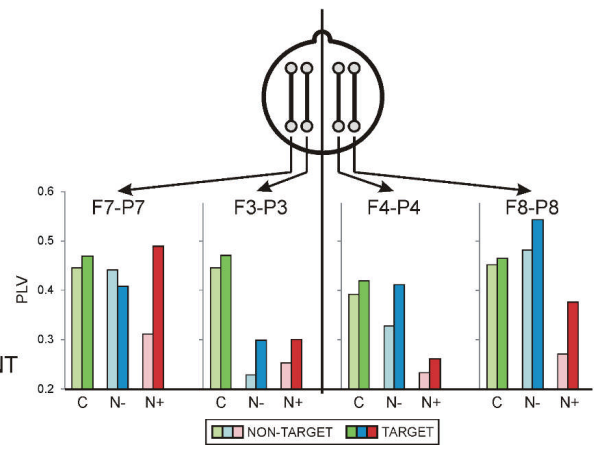 0.6
F7-P7 F3-P3 F4-P4 F8-P8
0.5
PLV
0.4
0.3
NT
0.2
C N- N+ C N- N+ C N- N+ C N- N+
NON-TARGET TARGET